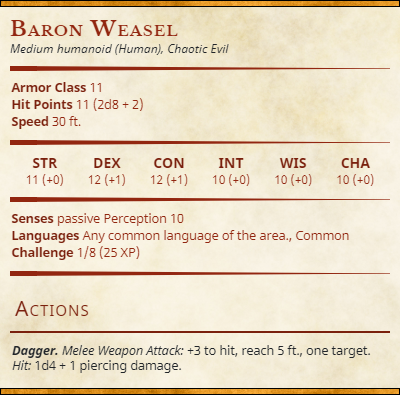 Baron Weasel
Medium humanoid (Human), Chaotic Evil
Armor Class 11
Hit Points 11 (2d8 + 2)
Speed 30 ft.
STR DEX CON INT WIS CHA
11 (+0) 12 (+1) 12 (+1) 10 (+0) 10 (+0) 10 (+0)
Senses passive Perception 10
Languages Any common language of the area., Common
Challenge 1/8 (25 XP)
Actions
Dagger. Melee Weapon Attack: +3 to hit, reach 5 ft., one target.
Hit: 1d4 + 1 piercing damage.